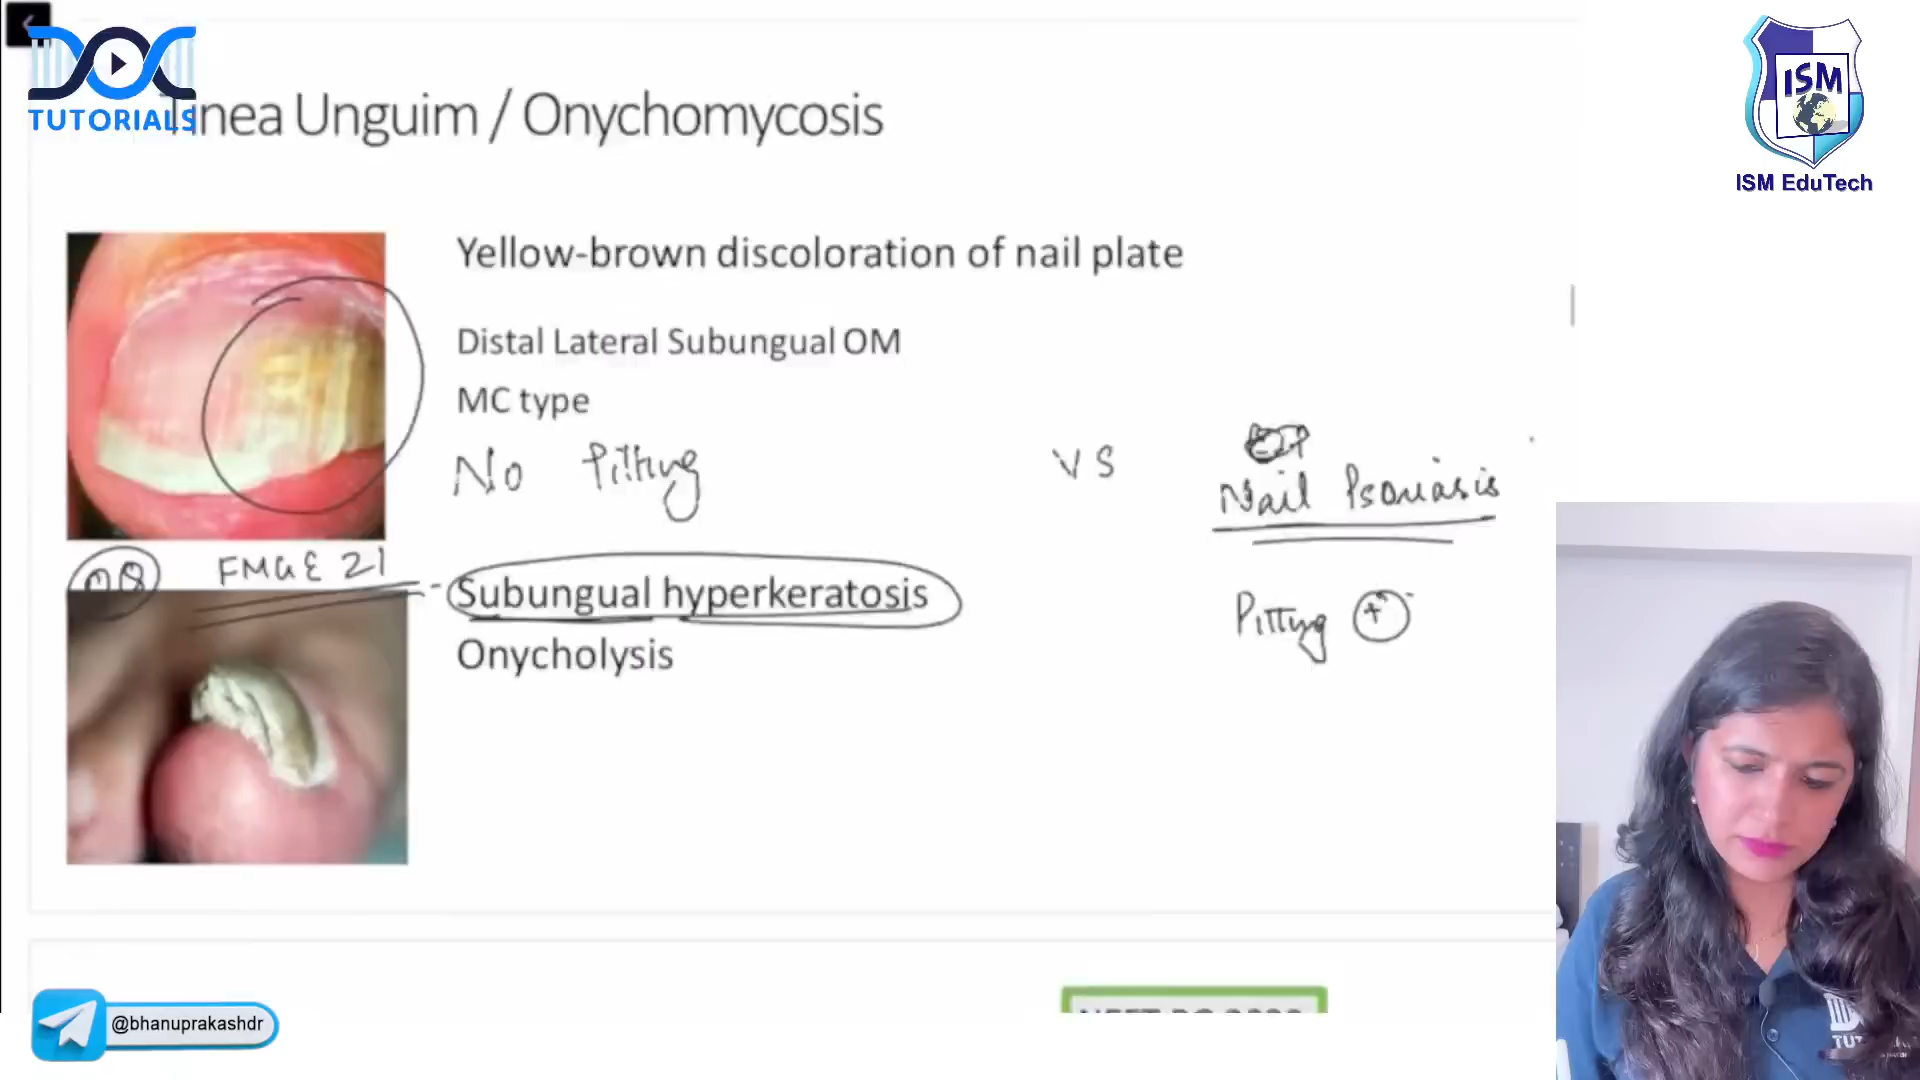 DOC
TUTORIALS
Tinea Unguim / Onychomycosis
ISM
ISM EduTech
Yellow-brown discoloration of nail plate
Distal Lateral Subungual OM
MC type
No Pitting
VS
Nail Psoriasis
FMGE 21
Subungual hyperkeratosis
Pitting +
Onycholysis
@bhanuprakashdr